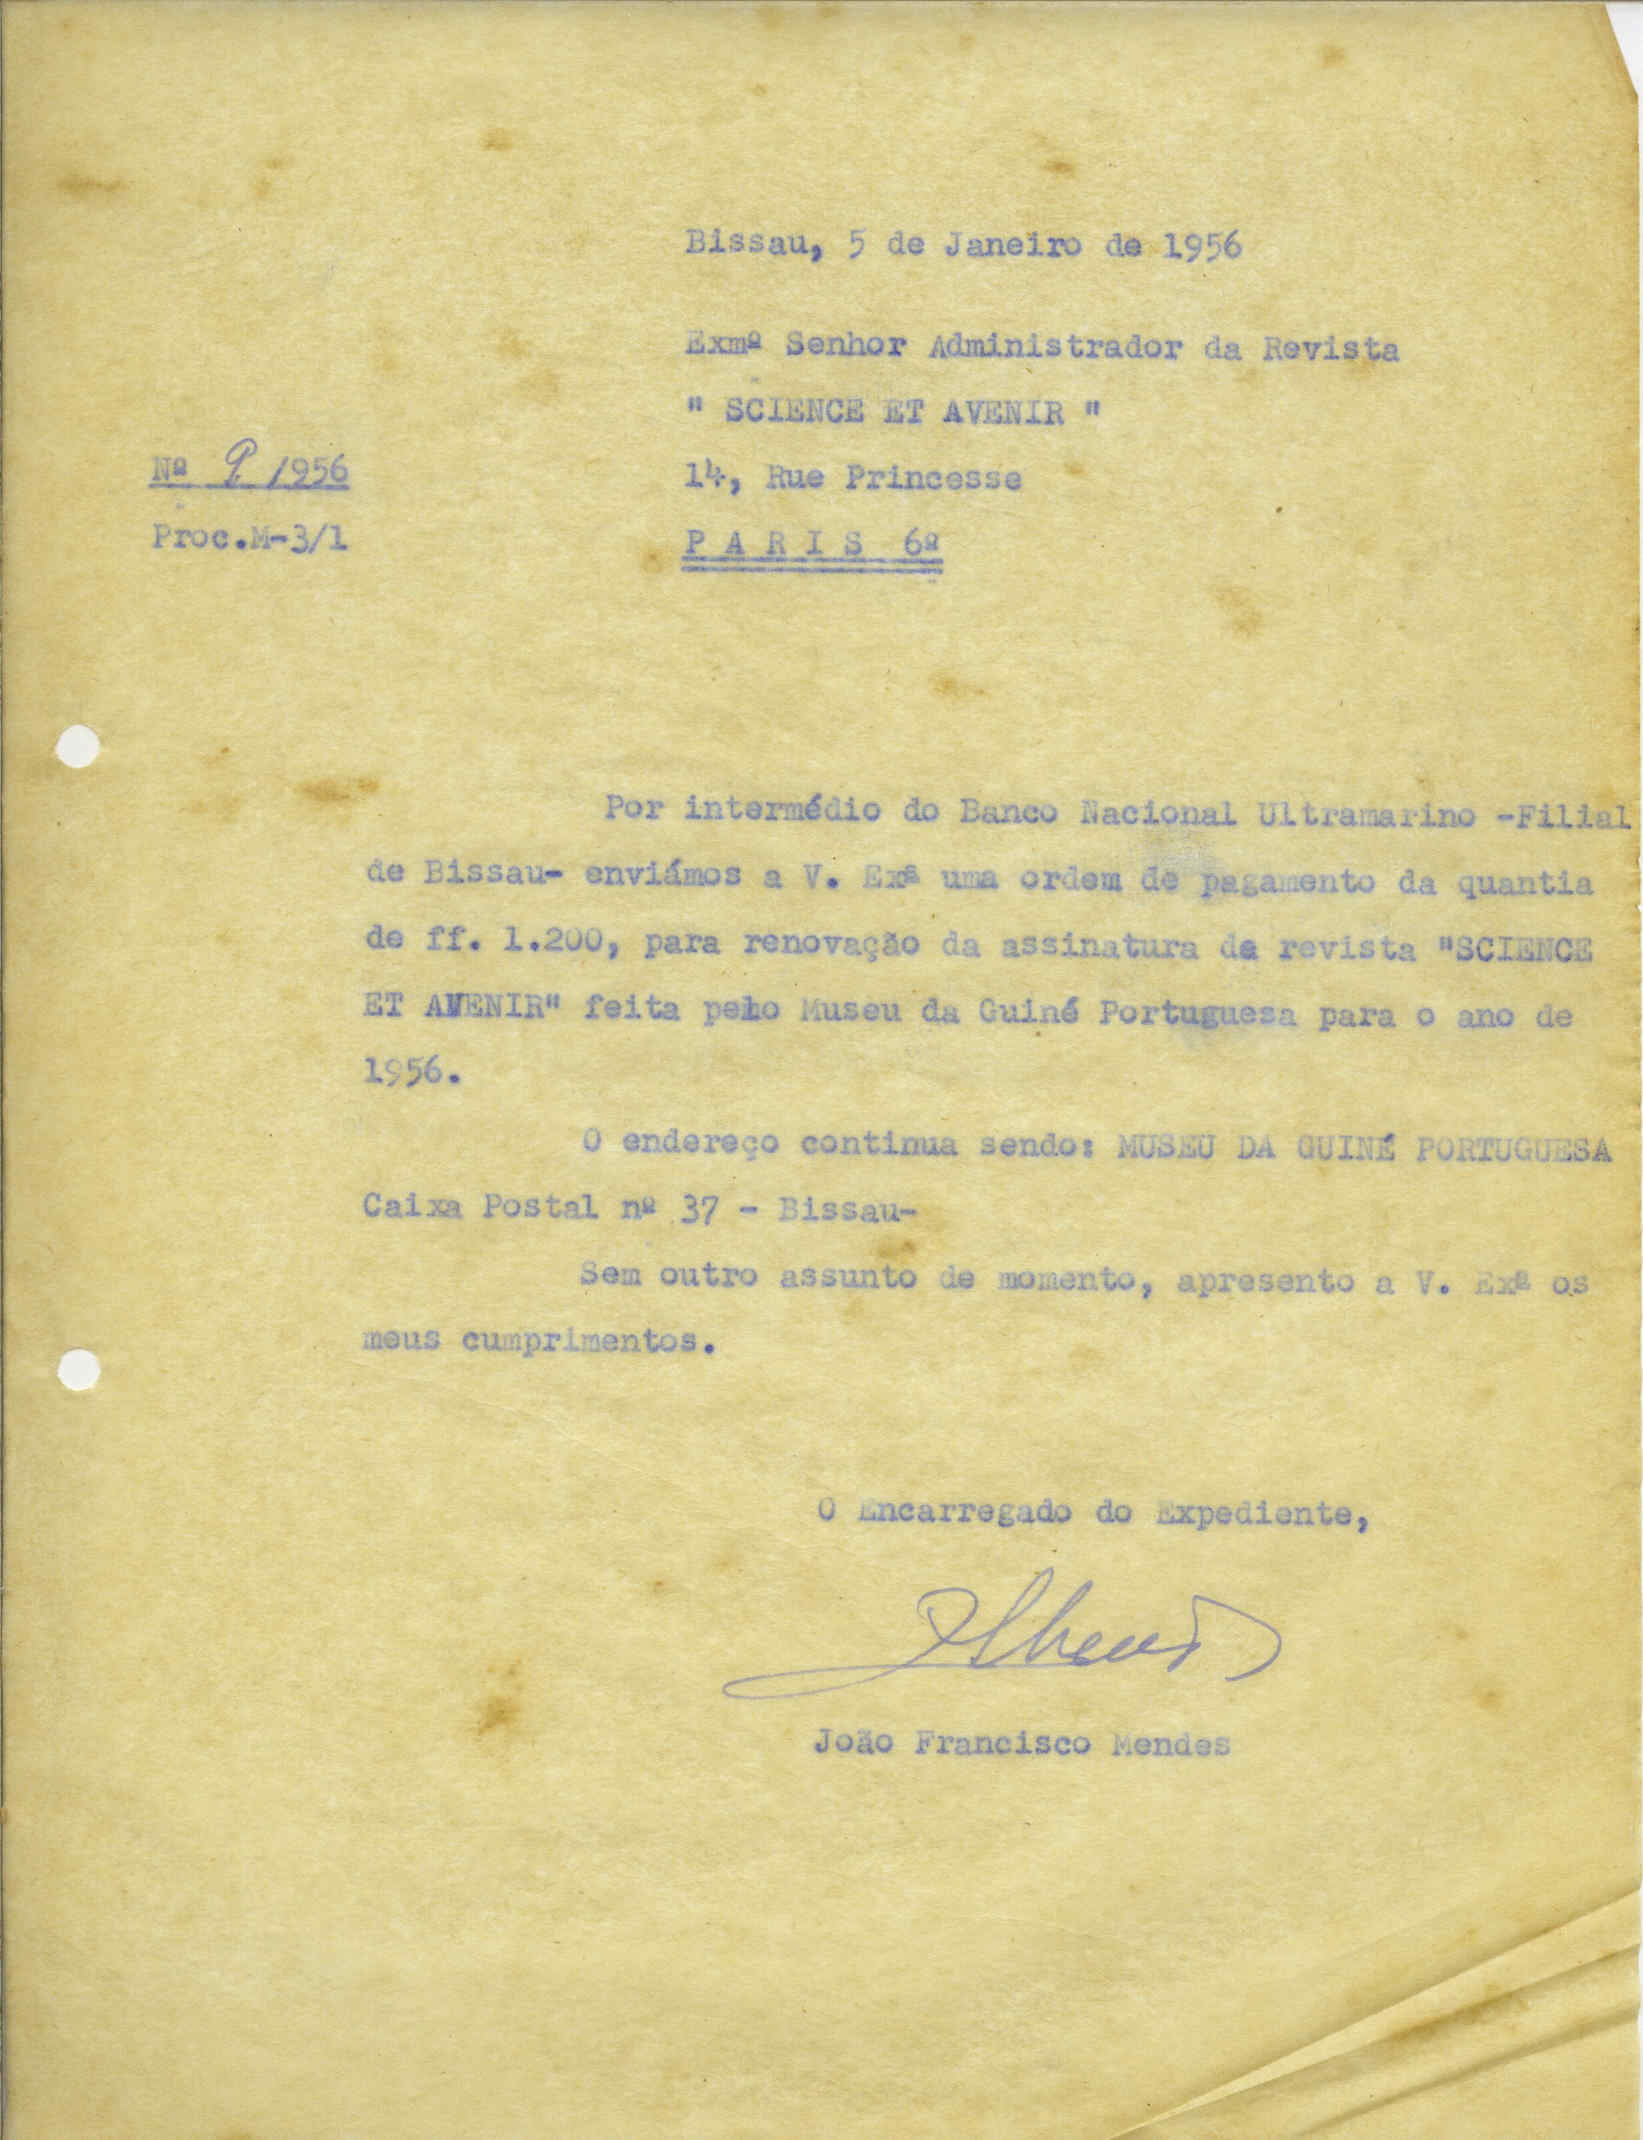 Bissau, 5 de Janeiro de 1956
Exmº Senhor Administrador da Revista
" SCIENCE ET AVENIR "
Nº 9 /956
14, Rue Princesse
Proc.M-3/1
P A R I S 6º
Por intermédio do Banco Nacional Ultramarino -Filial
de Bissau- enviámos a V. Exª uma ordem de pagamento da quantia
de ff. 1.200, para renovação da assinatura da revista "SCIENCE
ET AVENIR" feita pelo Museu da Guiné Portuguesa para o ano de
1956.
O endereço continua sendo: MUSEU DA GUINÉ PORTUGUESA
Caixa Postal nº 37 - Bissau-
Sem outro assunto de momento, apresento a V. Exª os
meus cumprimentos.
O Encarregado do Expediente,
João Francisco Mendes